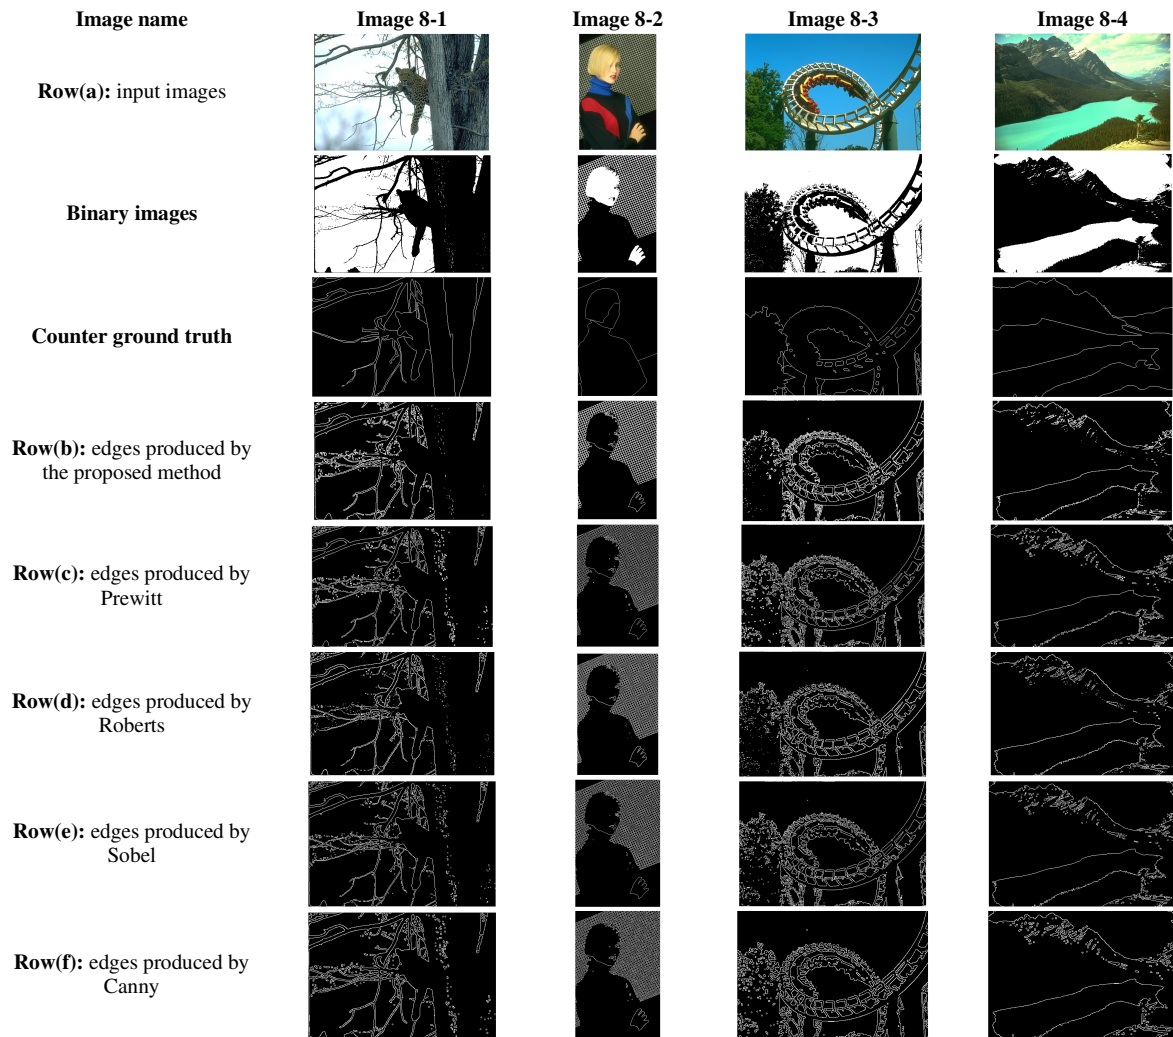 Image name Image 8-1 Image 8-2 Image 8-3 Image 8-4
Row(a): input images
Binary images
Counter ground truth
Row(b): edges produced by
the proposed method
Row(c): edges produced by
Prewitt
Row(d): edges produced by
Roberts
Row(e): edges produced by
Sobel
Row(f): edges produced by
Canny